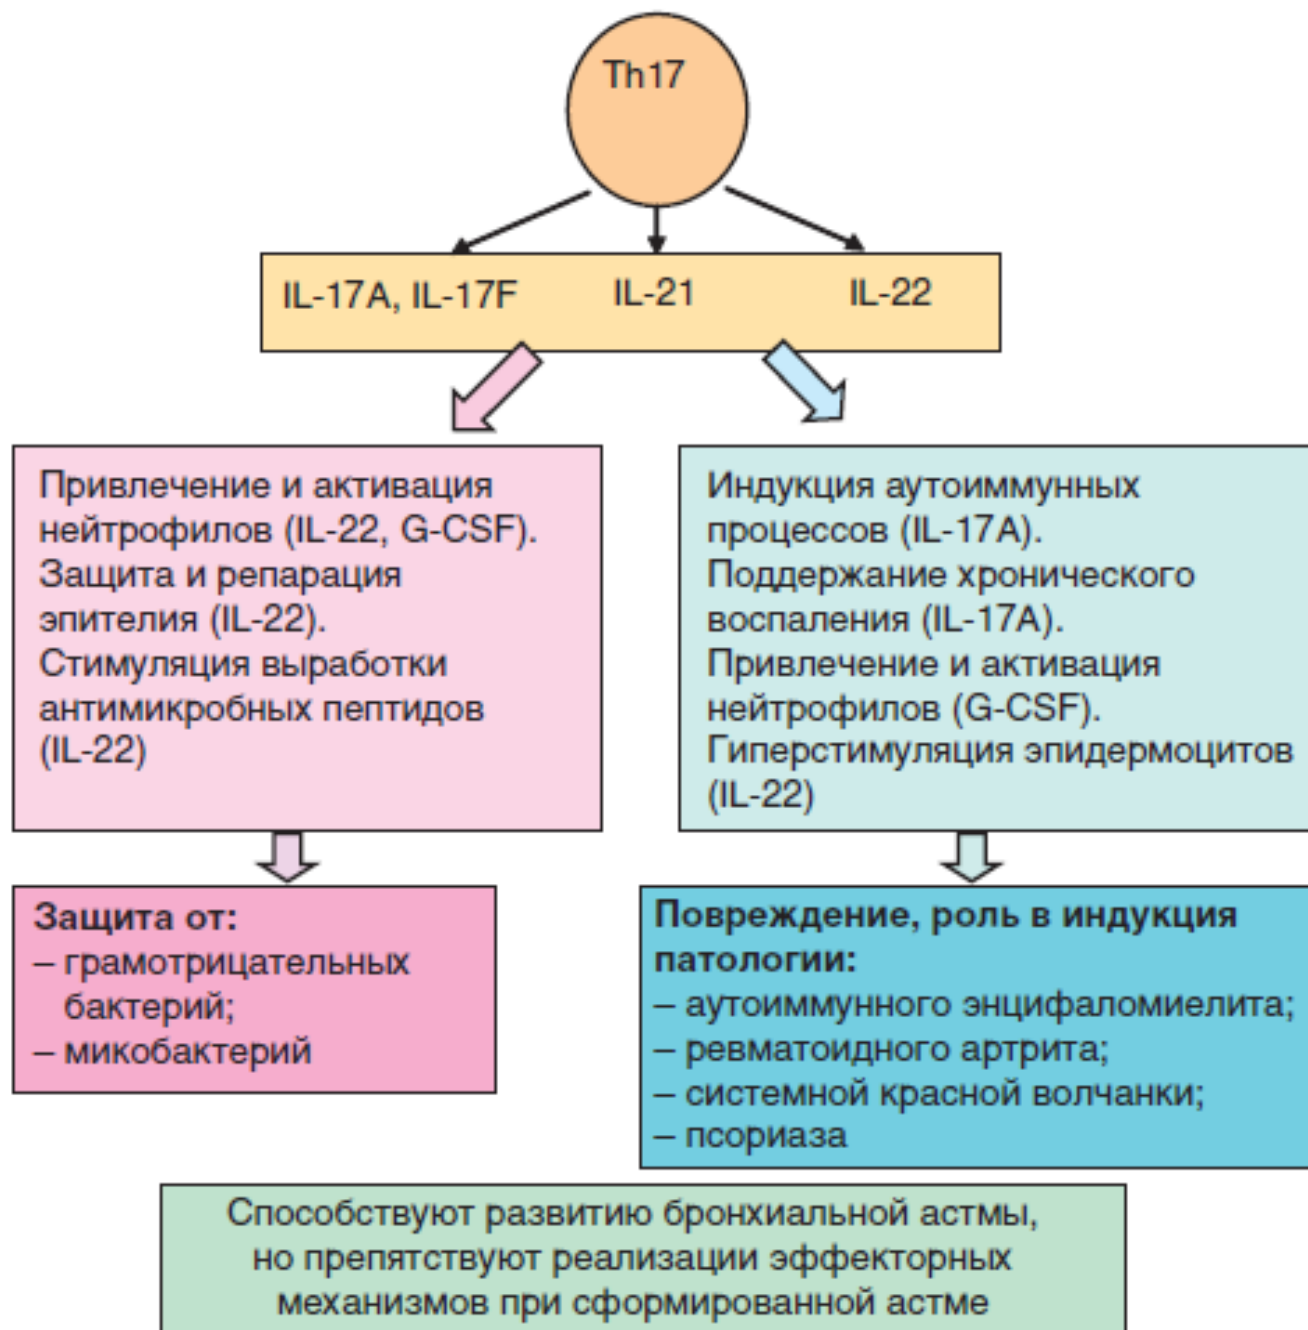 Th17
IL-17A, IL-17F IL-21 IL-22
Привлечение и активация
нейтрофилов (IL-22, G-CSF).
Защита и репарация
эпителия (IL-22).
Стимуляция выработки
антимикробных пептидов
(IL-22)
Индукция аутоиммунных
процессов (IL-17A).
Поддержание хронического
воспаления (IL-17A).
Привлечение и активация
нейтрофилов (G-CSF).
Гиперстимуляция эпидермоцитов
(IL-22)
Защита от:
– грамотрицательных
бактерий;
– микобактерий
Повреждение, роль в индукция
патологии:
– аутоиммунного энцифаломиелита;
– ревматоидного артрита;
– системной красной волчанки;
– псориаза
Способствуют развитию бронхиальной астмы,
но препятствуют реализации эффекторных
механизмов при сформированной астме